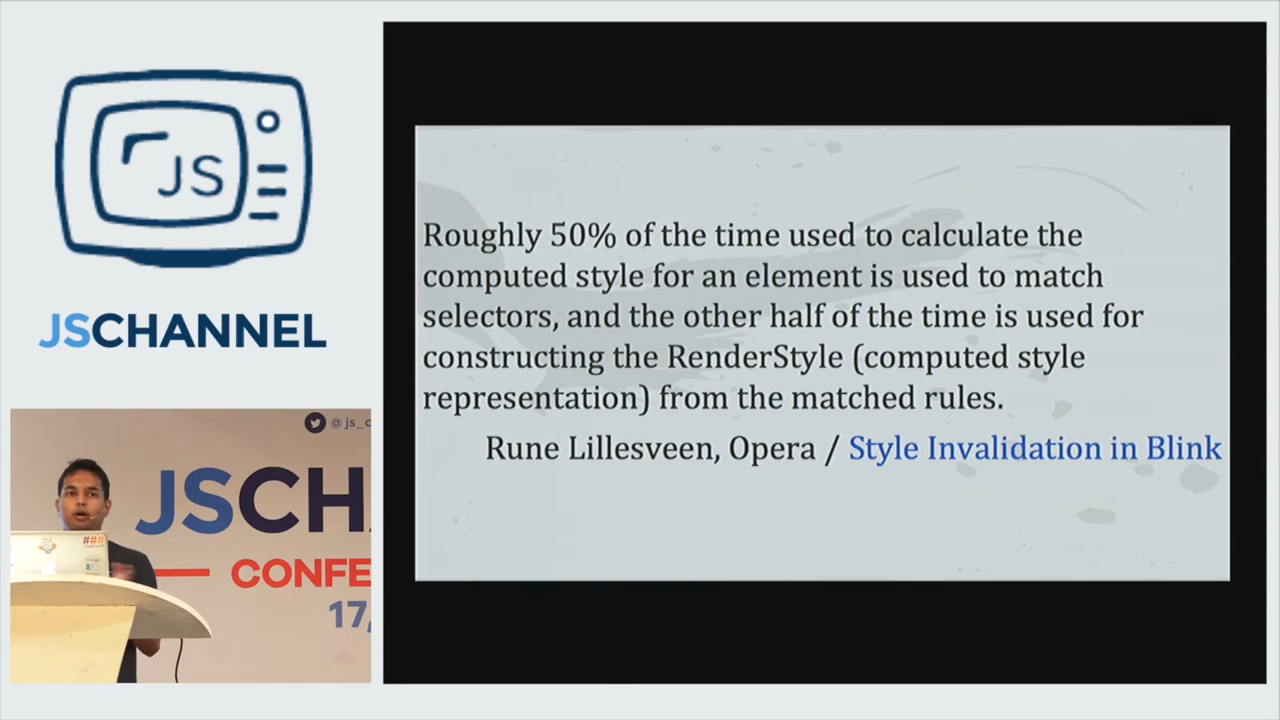 JS
JSCHANNEL
Roughly 50% of the time used to calculate the
computed style for an element is used to match
selectors, and the other half of the time is used for
constructing the RenderStyle (computed style
representation) from the matched rules.
Rune Lillesveen, Opera / Style Invalidation in Blink
@js_c
JSCH
CONFE
17,
###